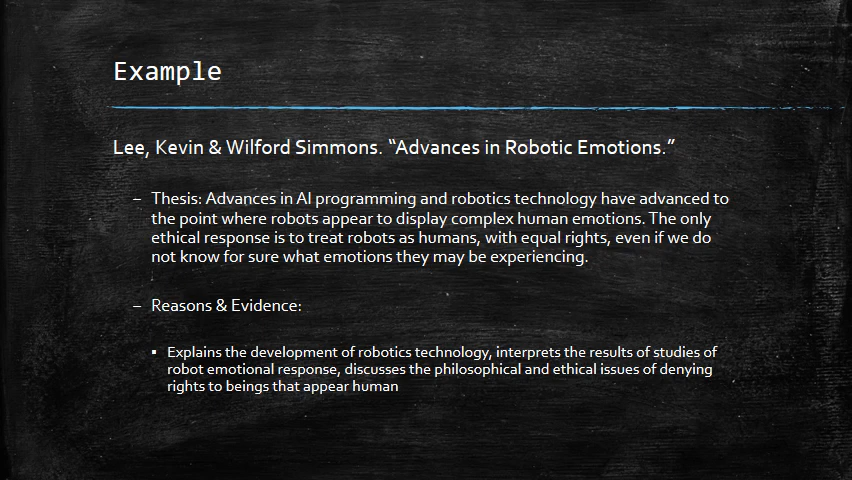 Example
Lee, Kevin & Wilford Simmons. “Advances in Robotic Emotions.”
– Thesis: Advances in AI programming and robotics technology have advanced to
the point where robots appear to display complex human emotions. The only
ethical response is to treat robots as humans, with equal rights, even if we do
not know for sure what emotions they may be experiencing.
– Reasons & Evidence:
▪ Explains the development of robotics technology, interprets the results of studies of
robot emotional response, discusses the philosophical and ethical issues of denying
rights to beings that appear human